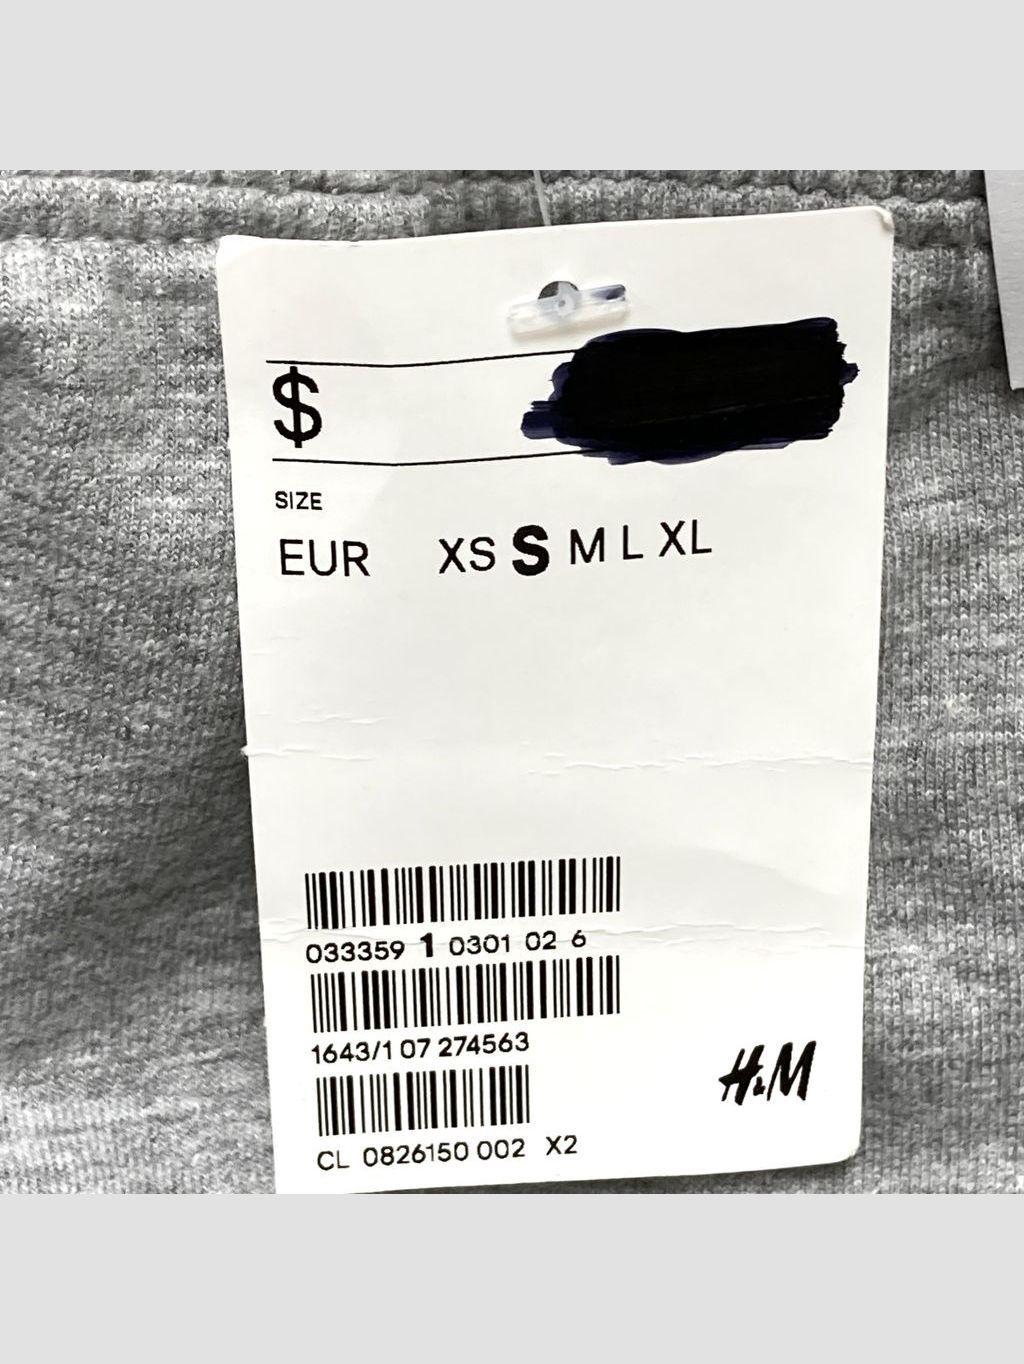 $
SIZE
EUR XS S M L XL
033359 1 0301 02 6
1643/1 07 274563
H&M
CL 0826150 002 X2